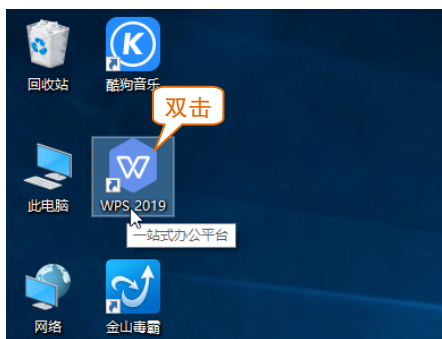 K
回收站
酷狗音乐
双击
W
此电脑
WPS 2019
一站式办公平台
网络
金山毒霸